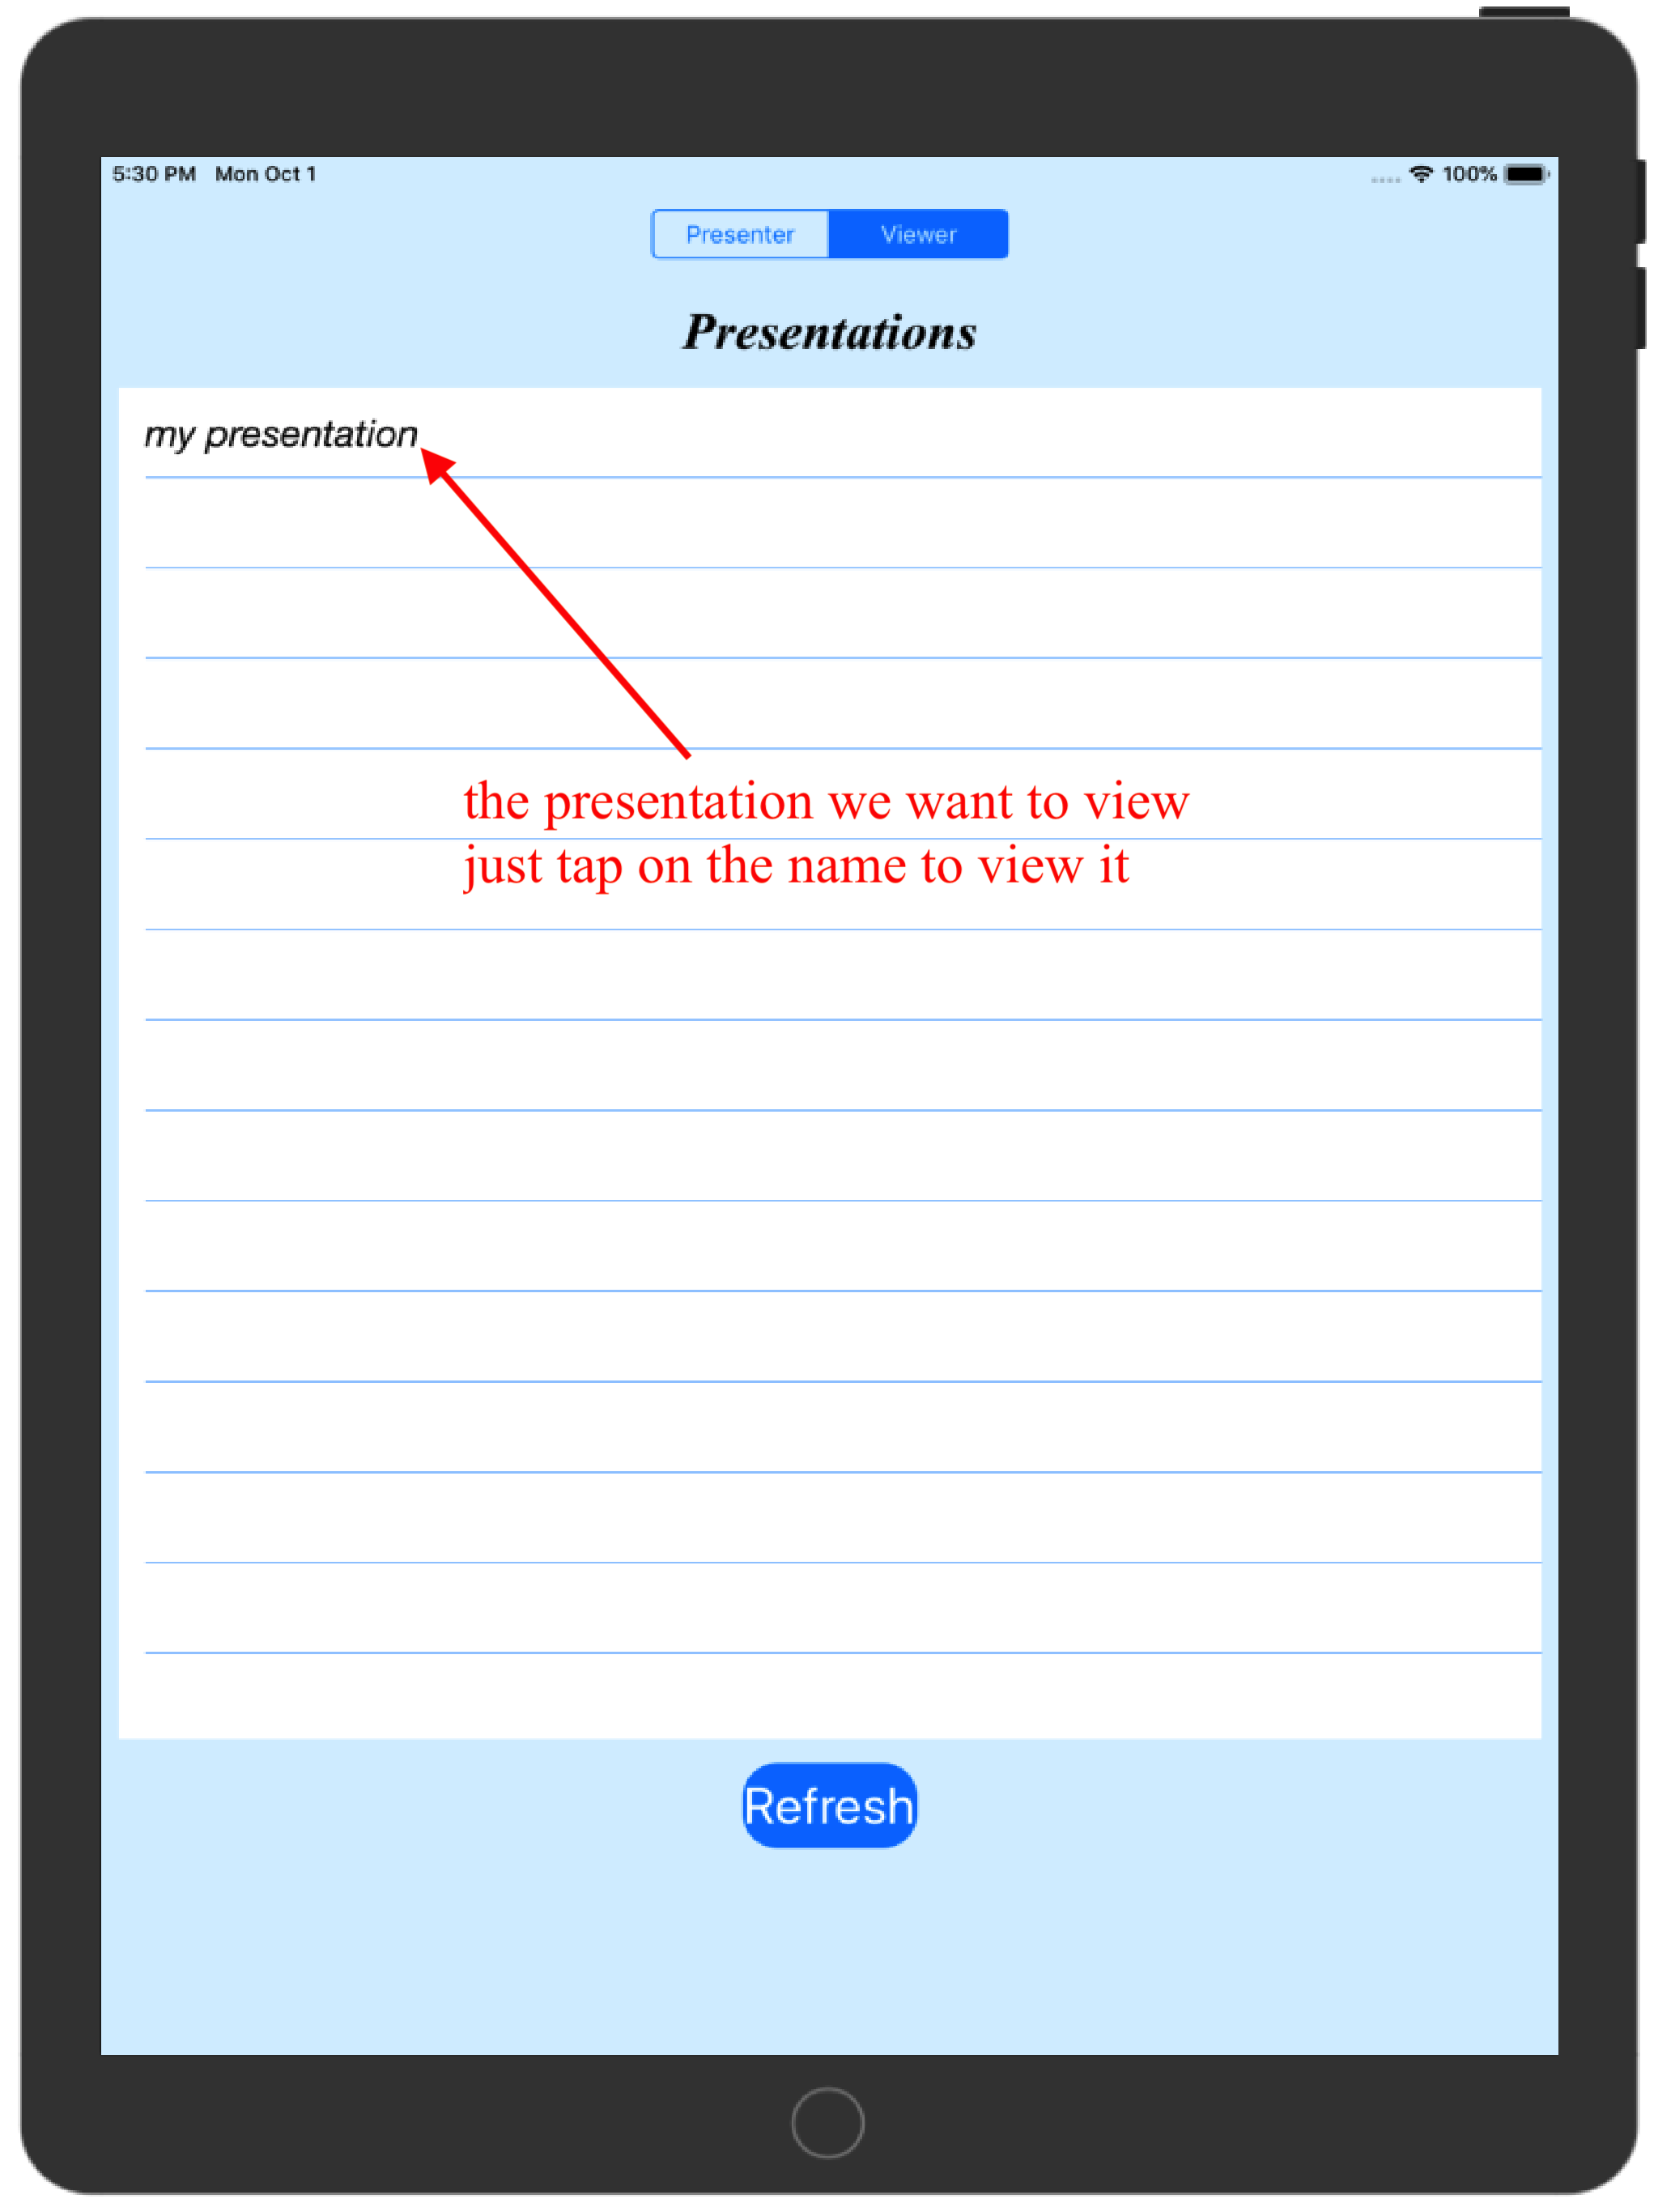 5:30 PM Mon Oct 1 100%
Presenter Viewer
Presentations
my presentation
the presentation we want to view
just tap on the name to view it
Refresh